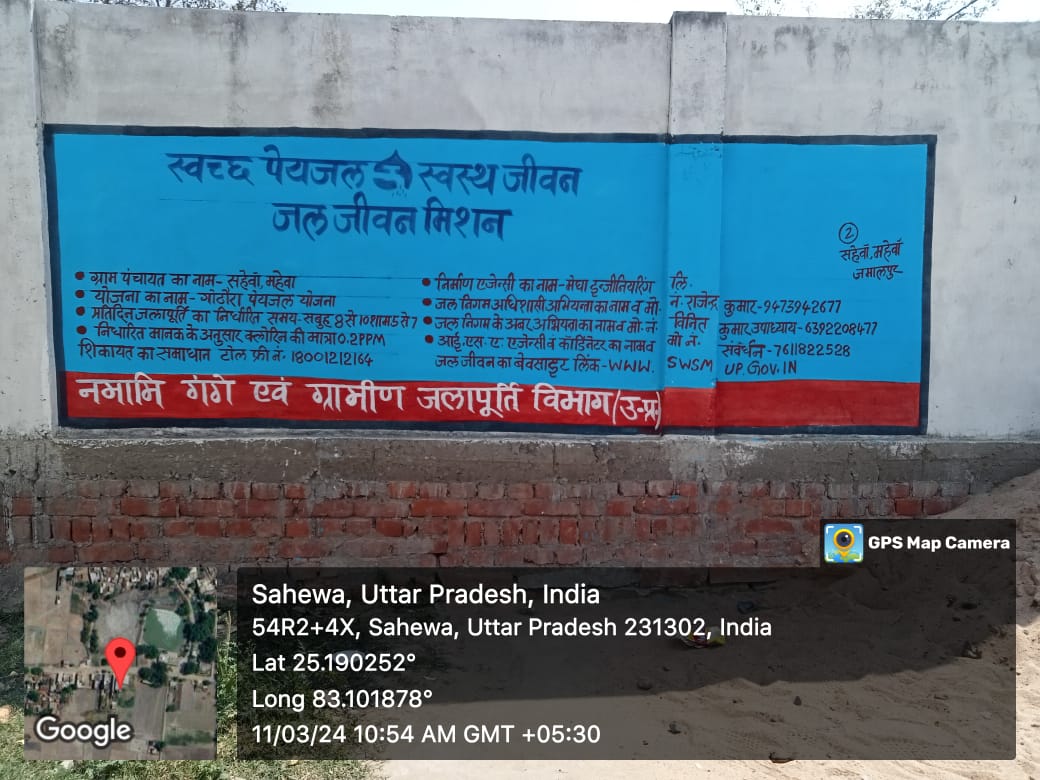 स्वच्छ पेयजल स्वस्थ जीवन
जल जीवन मिशन
② सहेवाँ, महेवाँ
जमालपुर
• ग्राम पंचायत का नाम- सहेवाँ, महेवा
• योजना का नाम- गोठौरा पेयजल योजना
• प्रतिदिन जलापूर्ति का निर्धारित समय- सबुह 8 से 10 शाम 5 से 7
• निर्धारित मानक के अनुसार क्लोरिन की मात्रा 0.2 PPM
शिकायत का समाधान टोल फ्री नं- 18001212164
• निर्माण एजेन्सी का नाम- मेघा इन्जीनियरिंग लि.
• जल निगम अधिशासी अभियन्ता का नाम व मो. नं. राजेन्द्र कुमार-9473942677
• जल निगम के अवर अभियन्ता का नाम व मो. नं विनित कुमार उपाध्याय-6392208477
• आई.एस.ए. एजेन्सी व कोर्डिनेटर का नाम व मो नं. संवर्धन-7611822528
जल जीवन का बेवसाइट लिंक-WWW. SWSM UP.GOV.IN
नमामि गंगे एवं ग्रामीण जलापूर्ति विभाग (उ-प्र-)
GPS Map Camera
Sahewa, Uttar Pradesh, India
54R2+4X, Sahewa, Uttar Pradesh 231302, India
Lat 25.190252°
Long 83.101878°
11/03/24 10:54 AM GMT +05:30
Google